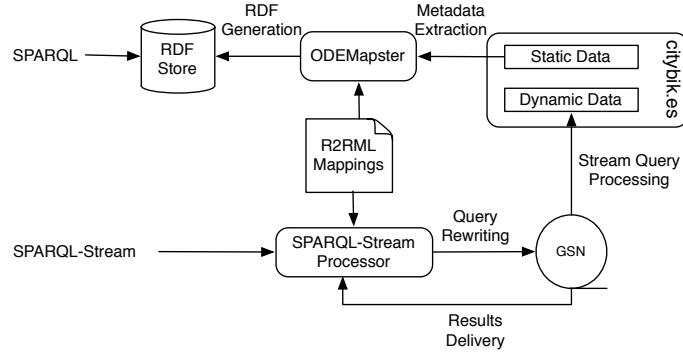 RDF
Generation
Metadata
Extraction
SPARQL
RDF
Store
ODEMapster
Static Data
Dynamic Data
citybik.es
R2RML
Mappings
Stream Query
Processing
SPARQL-Stream
SPARQL-Stream
Processor
Query
Rewriting
GSN
Results
Delivery